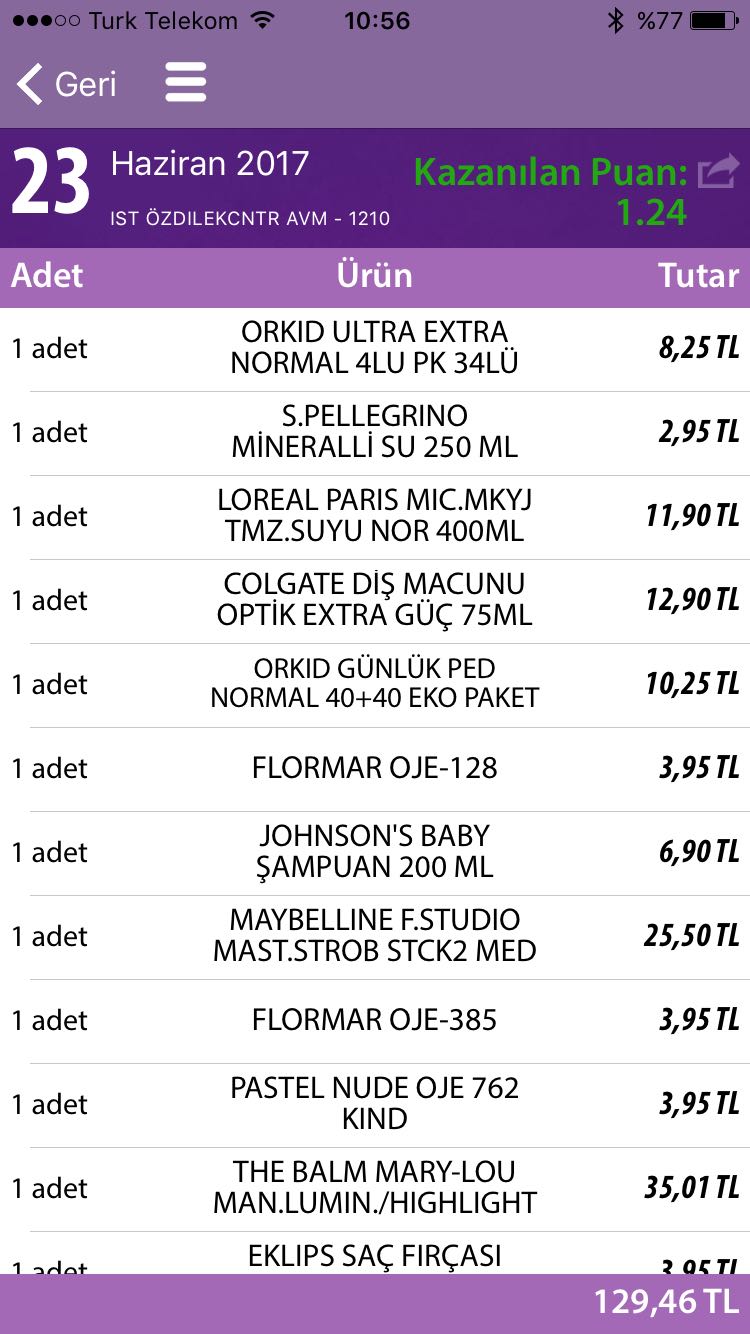 Turk Telekom 10:56 %77
Geri
23 Haziran 2017
IST ÖZDILEKCNTR AVM - 1210
Kazanılan Puan:
1.24
Adet Ürün Tutar
1 adet ORKID ULTRA EXTRA
NORMAL 4LU PK 34LÜ 8,25 TL
1 adet S.PELLEGRINO
MİNERALLİ SU 250 ML 2,95 TL
1 adet LOREAL PARIS MIC.MKYJ
TMZ.SUYU NOR 400ML 11,90 TL
1 adet COLGATE DİŞ MACUNU
OPTİK EXTRA GÜÇ 75ML 12,90 TL
1 adet ORKID GÜNLÜK PED
NORMAL 40+40 EKO PAKET 10,25 TL
1 adet FLORMAR OJE-128 3,95 TL
1 adet JOHNSON'S BABY
ŞAMPUAN 200 ML 6,90 TL
1 adet MAYBELLINE F.STUDIO
MAST.STROB STCK2 MED 25,50 TL
1 adet FLORMAR OJE-385 3,95 TL
1 adet PASTEL NUDE OJE 762
KIND 3,95 TL
1 adet THE BALM MARY-LOU
MAN.LUMIN./HIGHLIGHT 35,01 TL
1 adet EKLIPS SAÇ FIRÇASI 3,95 TL
129,46 TL